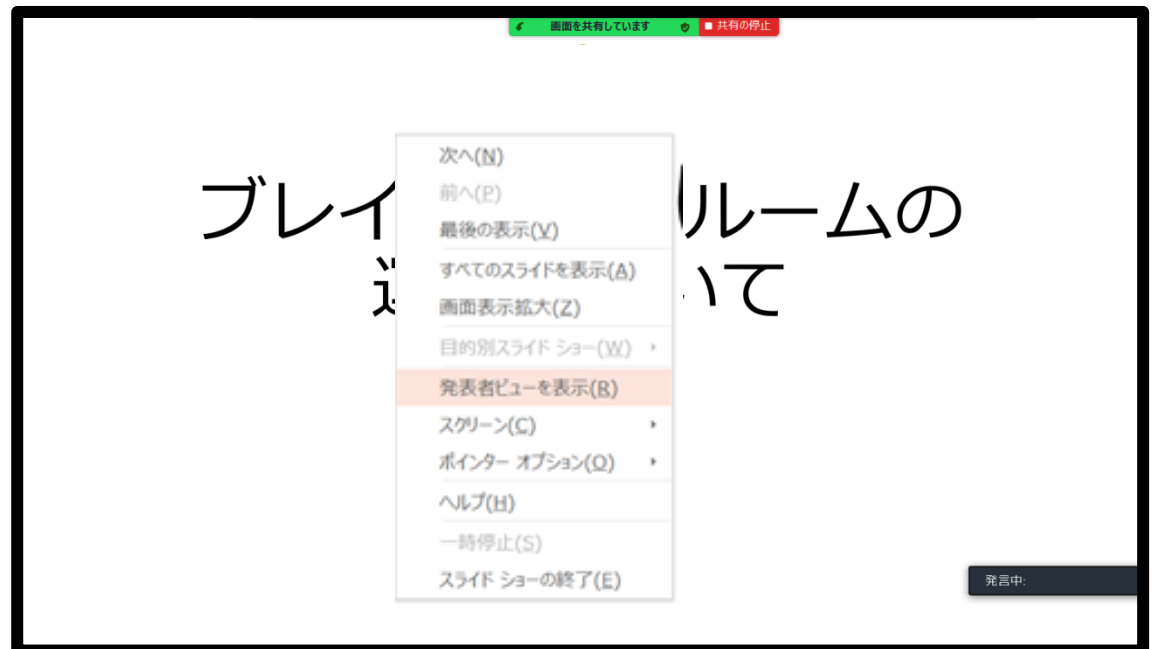 画面を共有しています 共有の停止
ブレイ ルームの
いて
次へ(N)
前へ(P)
最後の表示(V)
すべてのスライドを表示(A)
画面表示拡大(Z)
目的別スライド ショー(W)
発表者ビューを表示(R)
スクリーン(C)
ポインター オプション(O)
ヘルプ(H)
一時停止(S)
スライド ショーの終了(E)
発言中: